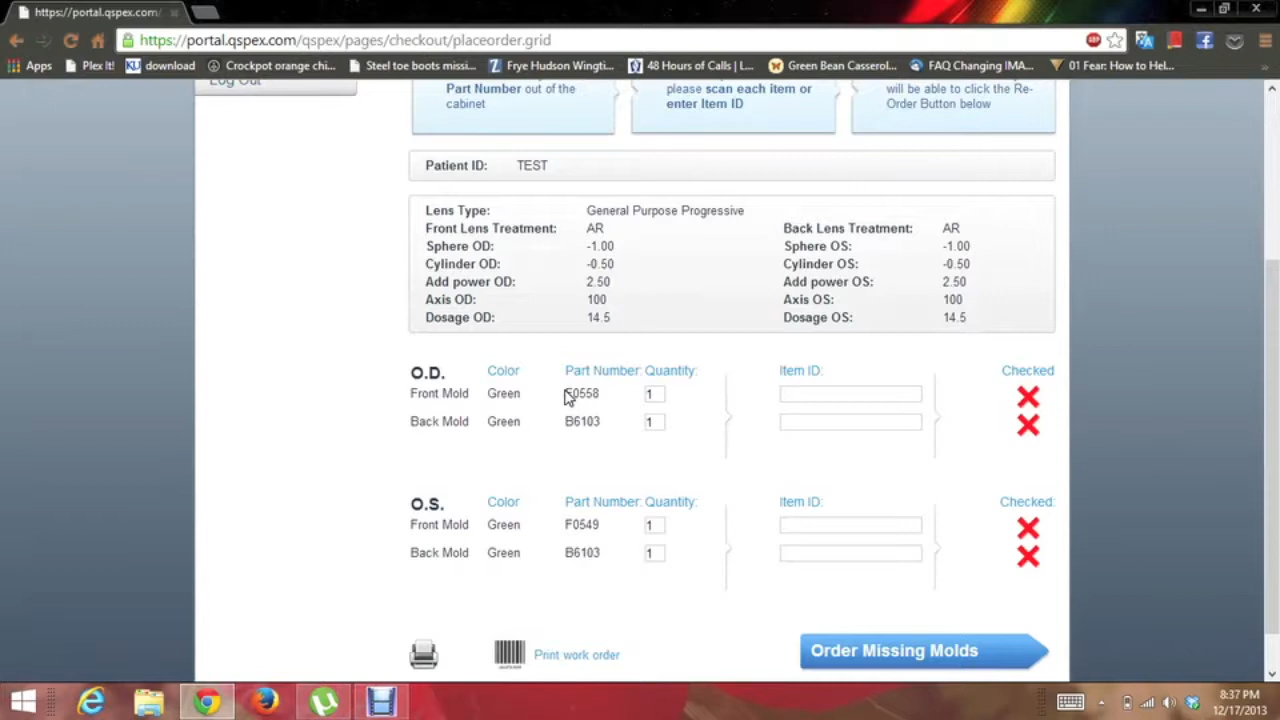 https://portal.qspex.com/
https://portal.qspex.com/qspex/pages/checkout/placeorder.grid
ABP
Apps Plex It! KU download Crockpot orange chi... Steel toe boots missi... Z Frye Hudson Wingti... 48 Hours of Calls | L... Green Bean Casserol... FAQ Changing IMA... 01 Fear: How to Hel...
Log Out
Part Number out of the cabinet
please scan each item or enter Item ID
will be able to click the Re-Order Button below
Patient ID: TEST
Lens Type: General Purpose Progressive
Front Lens Treatment: AR Back Lens Treatment: AR
Sphere OD: -1.00 Sphere OS: -1.00
Cylinder OD: -0.50 Cylinder OS: -0.50
Add power OD: 2.50 Add power OS: 2.50
Axis OD: 100 Axis OS: 100
Dosage OD: 14.5 Dosage OS: 14.5
O.D. Color Part Number: Quantity: Item ID: Checked
Front Mold Green F0558 1
Back Mold Green B6103 1
O.S. Color Part Number: Quantity: Item ID: Checked:
Front Mold Green F0549 1
Back Mold Green B6103 1
Print work order Order Missing Molds
8:37 PM
12/17/2013